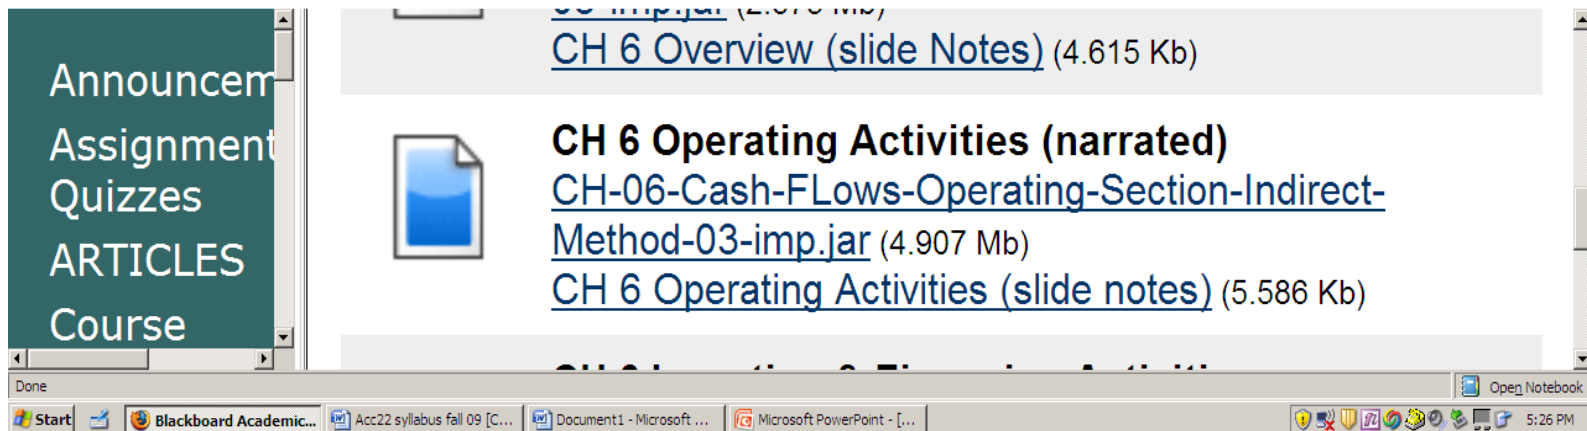 Announcem
Assignment
Quizzes
ARTICLES
Course
(2.676 Mb)
CH 6 Overview (slide Notes) (4.615 Kb)
CH 6 Operating Activities (narrated)
CH-06-Cash-FLows-Operating-Section-Indirect-
Method-03-imp.jar (4.907 Mb)
CH 6 Operating Activities (slide notes) (5.586 Kb)
Done
Open Notebook
Start
Blackboard Academic...
Acc22 syllabus fall 09 [C...
Document1 - Microsoft ...
Microsoft PowerPoint - [...
5:26 PM